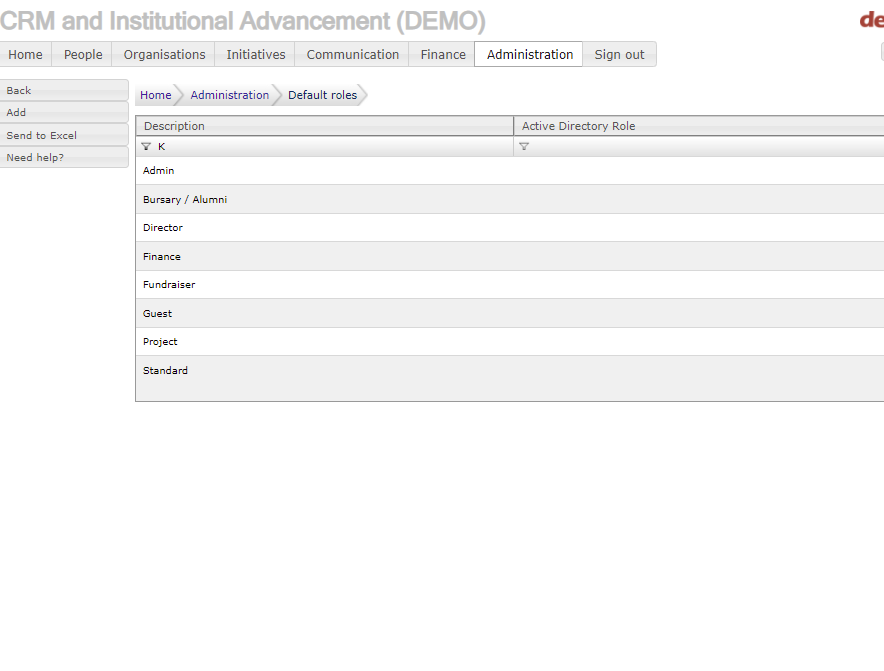 CRM and Institutional Advancement (DEMO)
de
Home People Organisations Initiatives Communication Finance Administration Sign out
Back
Add
Send to Excel
Need help?
Home Administration Default roles
Description Active Directory Role
K
Admin
Bursary / Alumni
Director
Finance
Fundraiser
Guest
Project
Standard